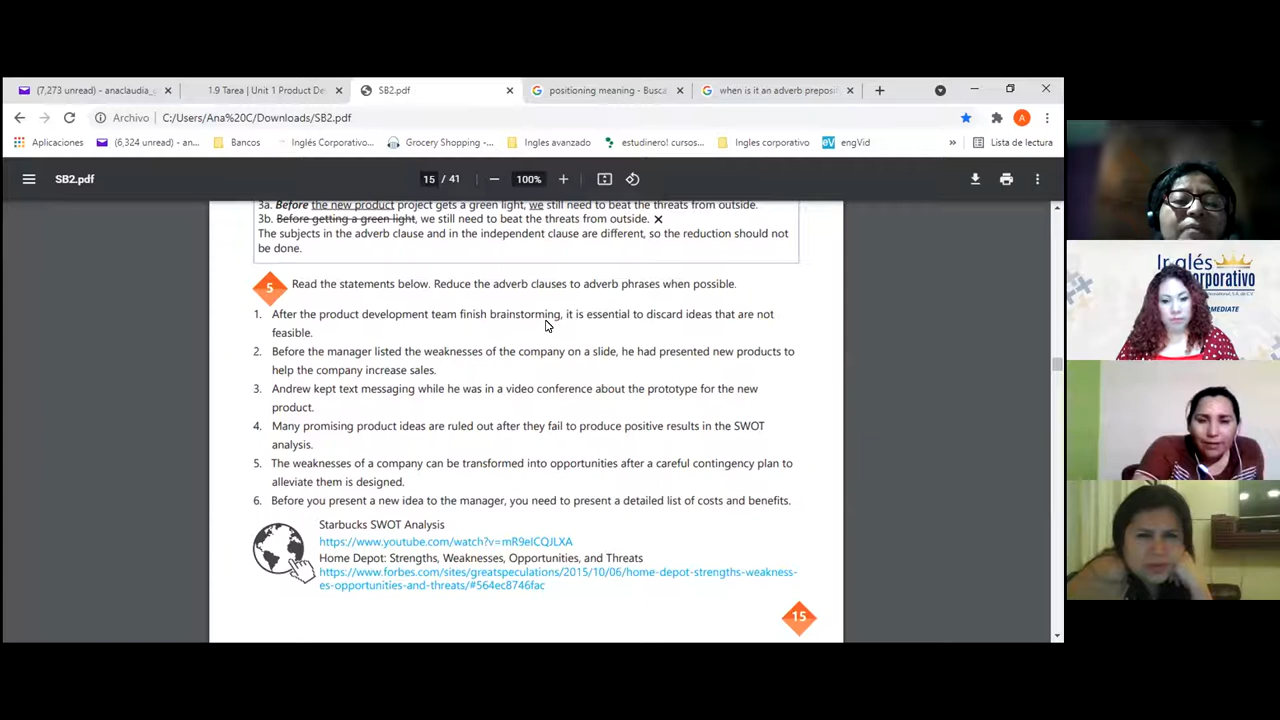 (7,273 unread) - anaclaudia_
1.9 Tarea | Unit 1 Product De
SB2.pdf
positioning meaning - Busca
when is it an adverb preposit
Archivo
C:/Users/Ana%20C/Downloads/SB2.pdf
A
Aplicaciones
(6,324 unread) - an...
Bancos
Inglés Corporativo...
Grocery Shopping -...
Ingles avanzado
estudinero! cursos...
Ingles corporativo
eV
engVid
»
Lista de lectura
SB2.pdf
15 / 41
100%
3a. Before the new product project gets a green light, we still need to beat the threats from outside.
3b. Before getting a green light, we still need to beat the threats from outside. ✗
The subjects in the adverb clause and in the independent clause are different, so the reduction should not
be done.
5
Read the statements below. Reduce the adverb clauses to adverb phrases when possible.
1. After the product development team finish brainstorming, it is essential to discard ideas that are not
feasible.
2. Before the manager listed the weaknesses of the company on a slide, he had presented new products to
help the company increase sales.
3. Andrew kept text messaging while he was in a video conference about the prototype for the new
product.
4. Many promising product ideas are ruled out after they fail to produce positive results in the SWOT
analysis.
5. The weaknesses of a company can be transformed into opportunities after a careful contingency plan to
alleviate them is designed.
6. Before you present a new idea to the manager, you need to present a detailed list of costs and benefits.
Starbucks SWOT Analysis
https://www.youtube.com/watch?v=mR9eICQJLXA
Home Depot: Strengths, Weaknesses, Opportunities, and Threats
https://www.forbes.com/sites/greatspeculations/2015/10/06/home-depot-strengths-weakness-
es-opportunities-and-threats/#564ec8746fac
15
Inglés
orporativo